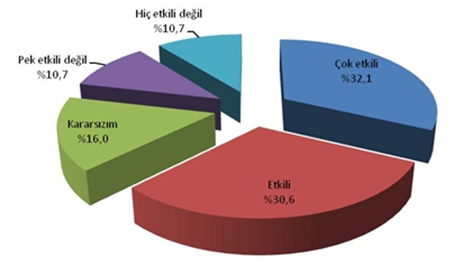 Hiç etkili değil
%10,7
Pek etkili değil
%10,7
Çok etkili
%32,1
Kararsızım
%16,0
Etkili
%30,6